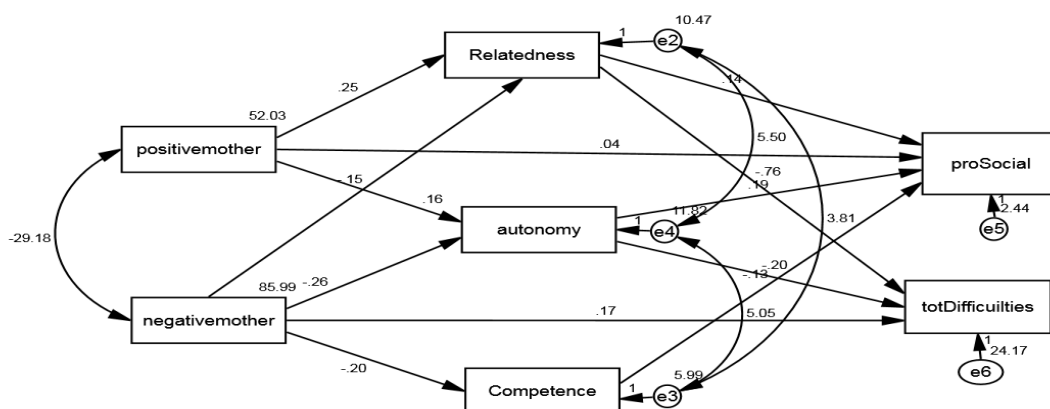 10.47
1
e2
Relatedness
.25
.14
52.03
5.50
positivemother
.04
proSocial
-.76
-.15
.16
.19
11.82
1
2.44
3.81
autonomy
1
e4
e5
-29.18
-.20
-.26
-.13
85.99
totDifficuilties
negativemother
.17
5.05
1
24.17
-.20
5.99
e6
Competence
1
e3